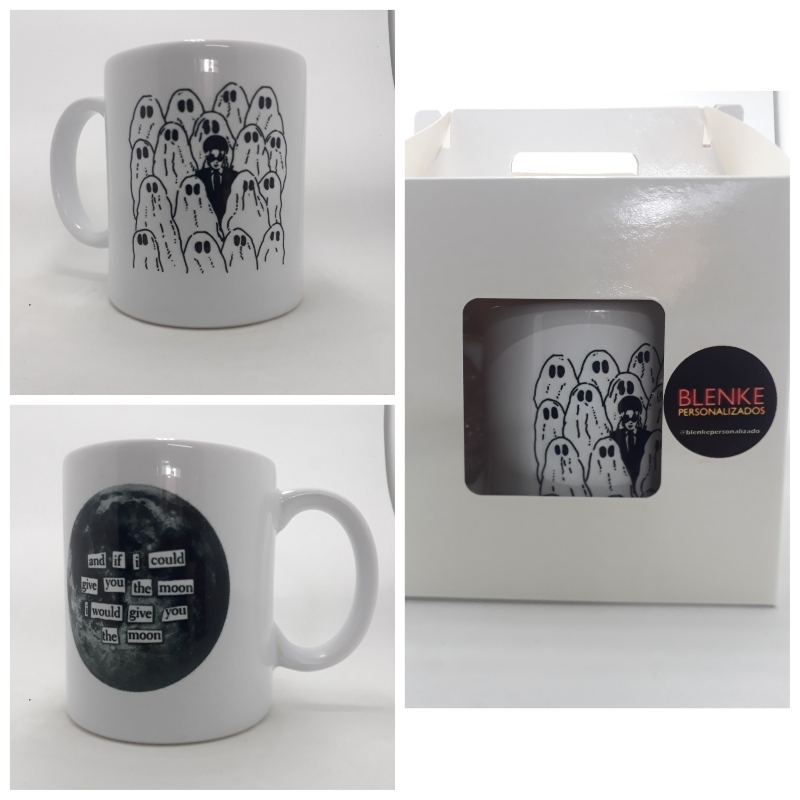 and if i could
give you the moon
i would give you
the moon
BLENKE
PERSONALIZADOS
@blenkepersonalizado